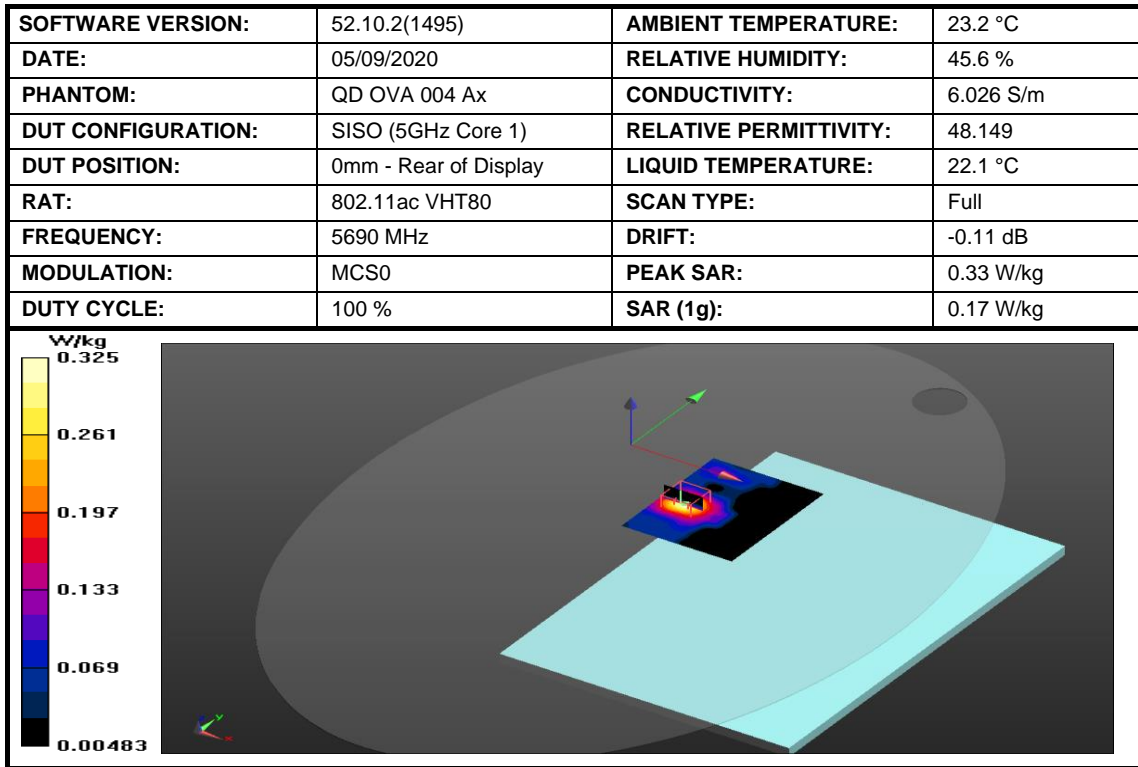 SOFTWARE VERSION: 52.10.2(1495) AMBIENT TEMPERATURE: 23.2 °C
DATE: 05/09/2020 RELATIVE HUMIDITY: 45.6 %
PHANTOM: QD OVA 004 Ax CONDUCTIVITY: 6.026 S/m
DUT CONFIGURATION: SISO (5GHz Core 1) RELATIVE PERMITTIVITY: 48.149
DUT POSITION: 0mm - Rear of Display LIQUID TEMPERATURE: 22.1 °C
RAT: 802.11ac VHT80 SCAN TYPE: Full
FREQUENCY: 5690 MHz DRIFT: -0.11 dB
MODULATION: MCS0 PEAK SAR: 0.33 W/kg
DUTY CYCLE: 100 % SAR (1g): 0.17 W/kg
W/kg
0.325
0.261
0.197
0.133
0.069
0.00483